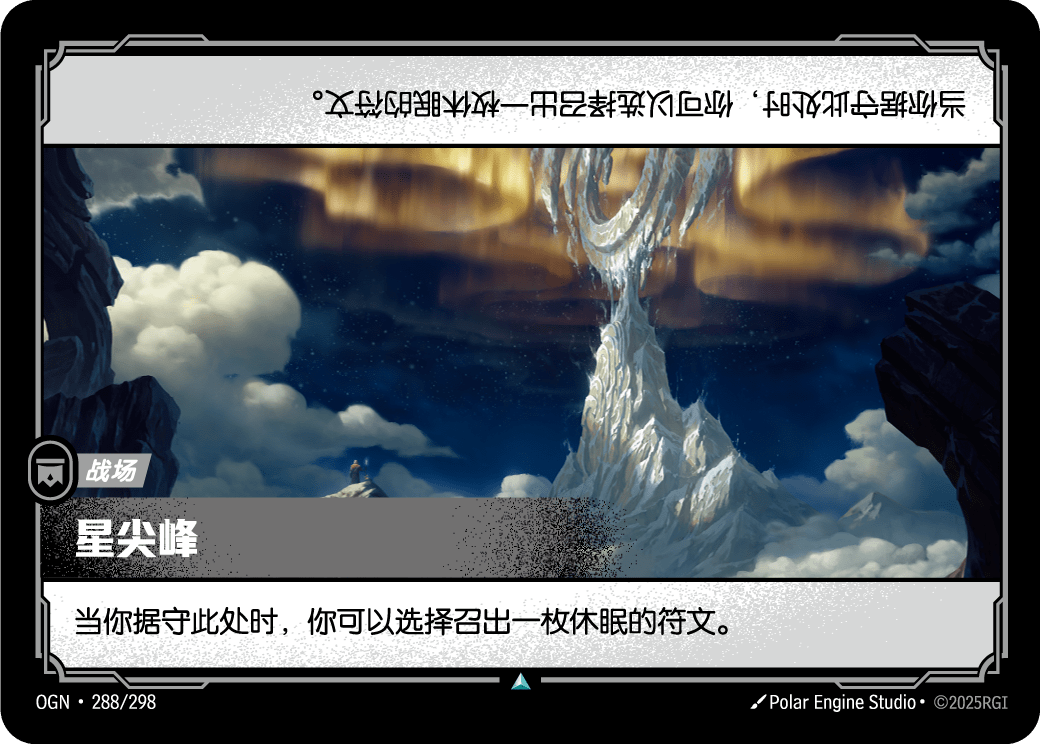 当你据守此处时，你可以选择召出一枚休眠的符文。
战场
星尖峰
当你据守此处时，你可以选择召出一枚休眠的符文。
OGN • 288/298
Polar Engine Studio • ©2025RGI